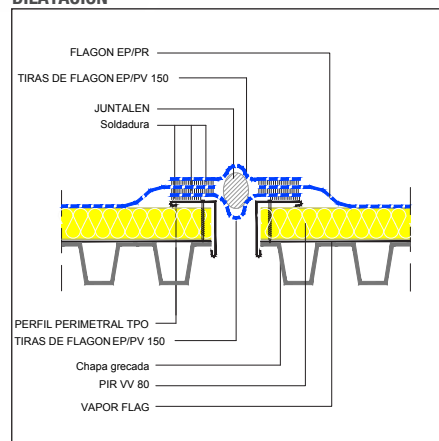 DILATACIÓN
FLAGON EP/PR
TIRAS DE FLAGON EP/PV 150
JUNTALEN
Soldadura
PERFIL PERIMETRAL TPO
TIRAS DE FLAGON EP/PV 150
Chapa grecada
PIR VV 80
VAPOR FLAG